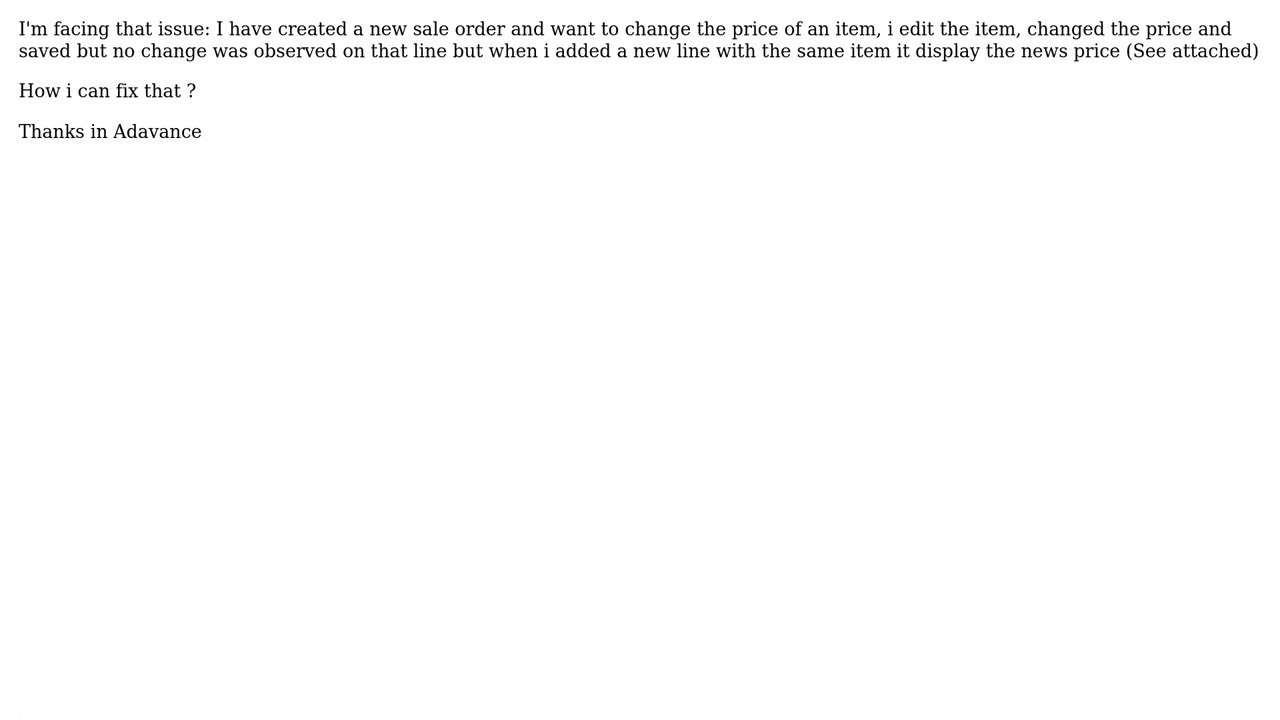 I'm facing that issue: I have created a new sale order and want to change the price of an item, i edit the item, changed the price and
saved but no change was observed on that line but when i added a new line with the same item it display the news price (See attached)
How i can fix that ?
Thanks in Adavance